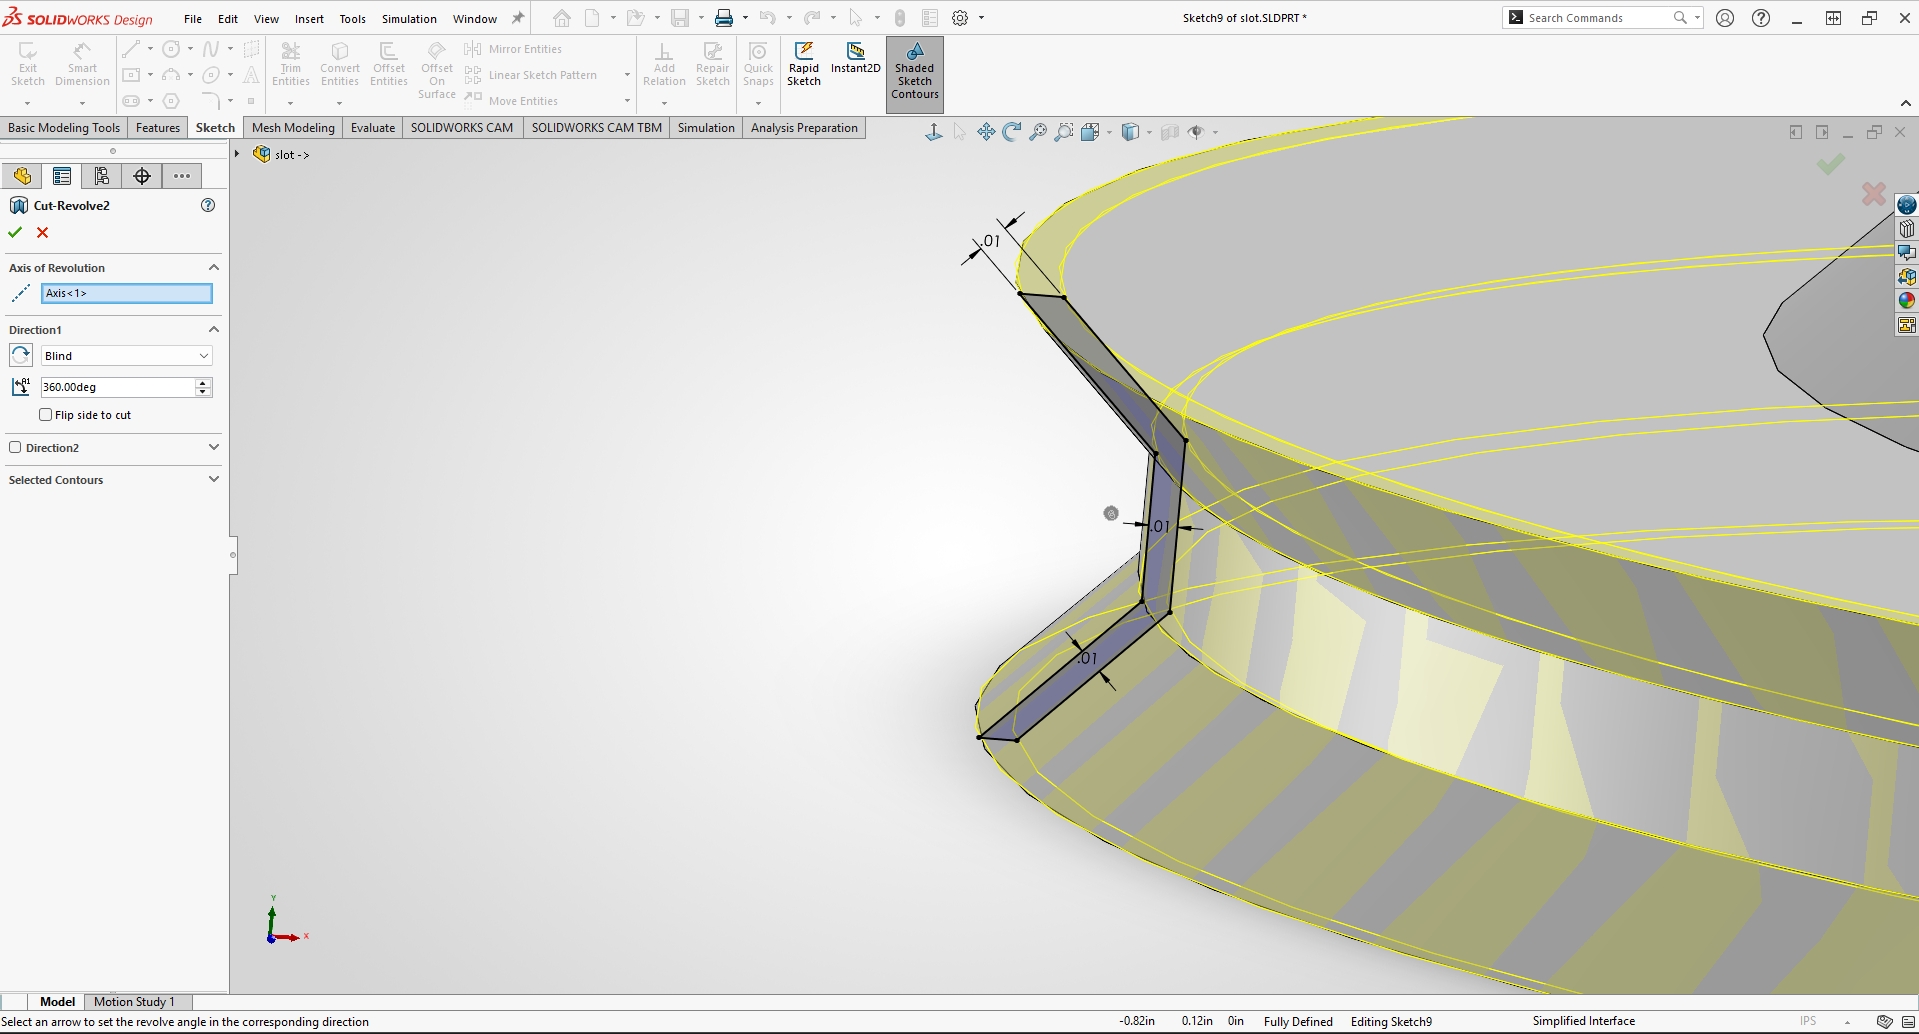 SOLIDWORKS Design
File Edit View Insert Tools Simulation Window
Sketch9 of slot.SLDPRT *
Search Commands
Exit Sketch
Smart Dimension
Trim Entities
Convert Entities
Offset Entities
Offset On Surface
Mirror Entities
Linear Sketch Pattern
Move Entities
Add Relation
Repair Sketch
Quick Snaps
Rapid Sketch
Instant2D
Shaded Sketch Contours
Basic Modeling Tools Features Sketch Mesh Modeling Evaluate SOLIDWORKS CAM SOLIDWORKS CAM TBM Simulation Analysis Preparation
slot ->
Cut-Revolve2
Axis of Revolution
Axis<1>
Direction1
Blind
360.00deg
Flip side to cut
Direction2
Selected Contours
.01
.01
.01
Y
X
Model Motion Study 1
Select an arrow to set the revolve angle in the corresponding direction
-0.82in 0.12in 0in Fully Defined Editing Sketch9 Simplified Interface IPS